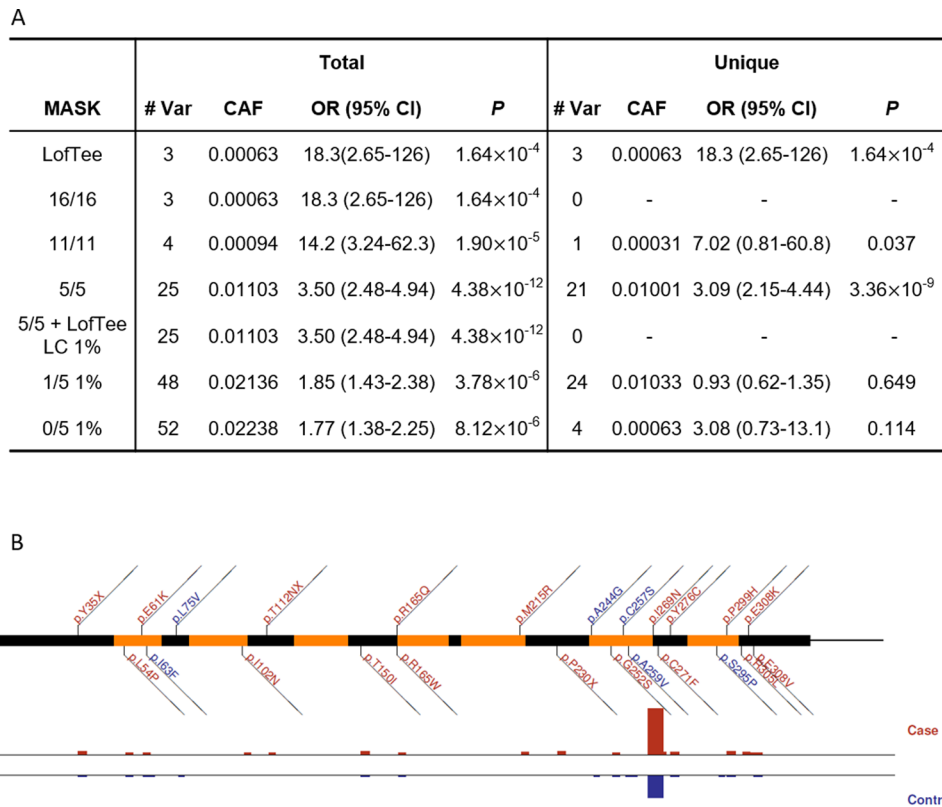 A
Total Unique
MASK # Var CAF OR (95% CI) P # Var CAF OR (95% CI) P
LofTee 3 0.00063 18.3(2.65-126) 1.64×10-4 3 0.00063 18.3 (2.65-126) 1.64×10-4
16/16 3 0.00063 18.3 (2.65-126) 1.64×10-4 0 - - -
11/11 4 0.00094 14.2 (3.24-62.3) 1.90×10-5 1 0.00031 7.02 (0.81-60.8) 0.037
5/5 25 0.01103 3.50 (2.48-4.94) 4.38×10-12 21 0.01001 3.09 (2.15-4.44) 3.36×10-9
5/5 + LofTee
LC 1% 25 0.01103 3.50 (2.48-4.94) 4.38×10-12 0 - - -
1/5 1% 48 0.02136 1.85 (1.43-2.38) 3.78×10-6 24 0.01033 0.93 (0.62-1.35) 0.649
0/5 1% 52 0.02238 1.77 (1.38-2.25) 8.12×10-6 4 0.00063 3.08 (0.73-13.1) 0.114
B
p.Y35X p.E61K p.L75V p.T112NX p.R165Q p.M215R p.A244G p.C257S p.I269N p.Y276C p.P299H p.E308K
p.L54P p.I63F p.I102N p.T150I p.R165W p.P230X p.G252S p.A259V p.C271F p.S295P p.R305L p.E308V
Case
Contr